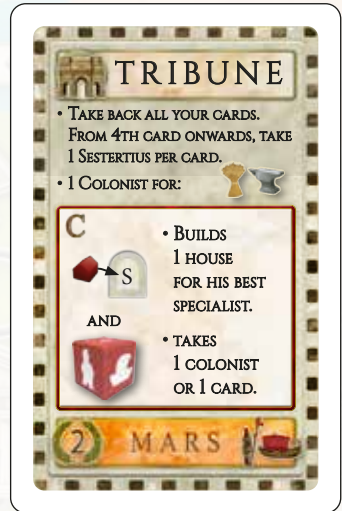 TRIBUNE
• TAKE BACK ALL YOUR CARDS.
FROM 4TH CARD ONWARDS, TAKE
1 SESTERTIUS PER CARD.
• 1 COLONIST FOR:
C
S
• BUILDS
1 HOUSE
FOR HIS BEST
SPECIALIST.
AND
• TAKES
1 COLONIST
OR 1 CARD.
2 MARS